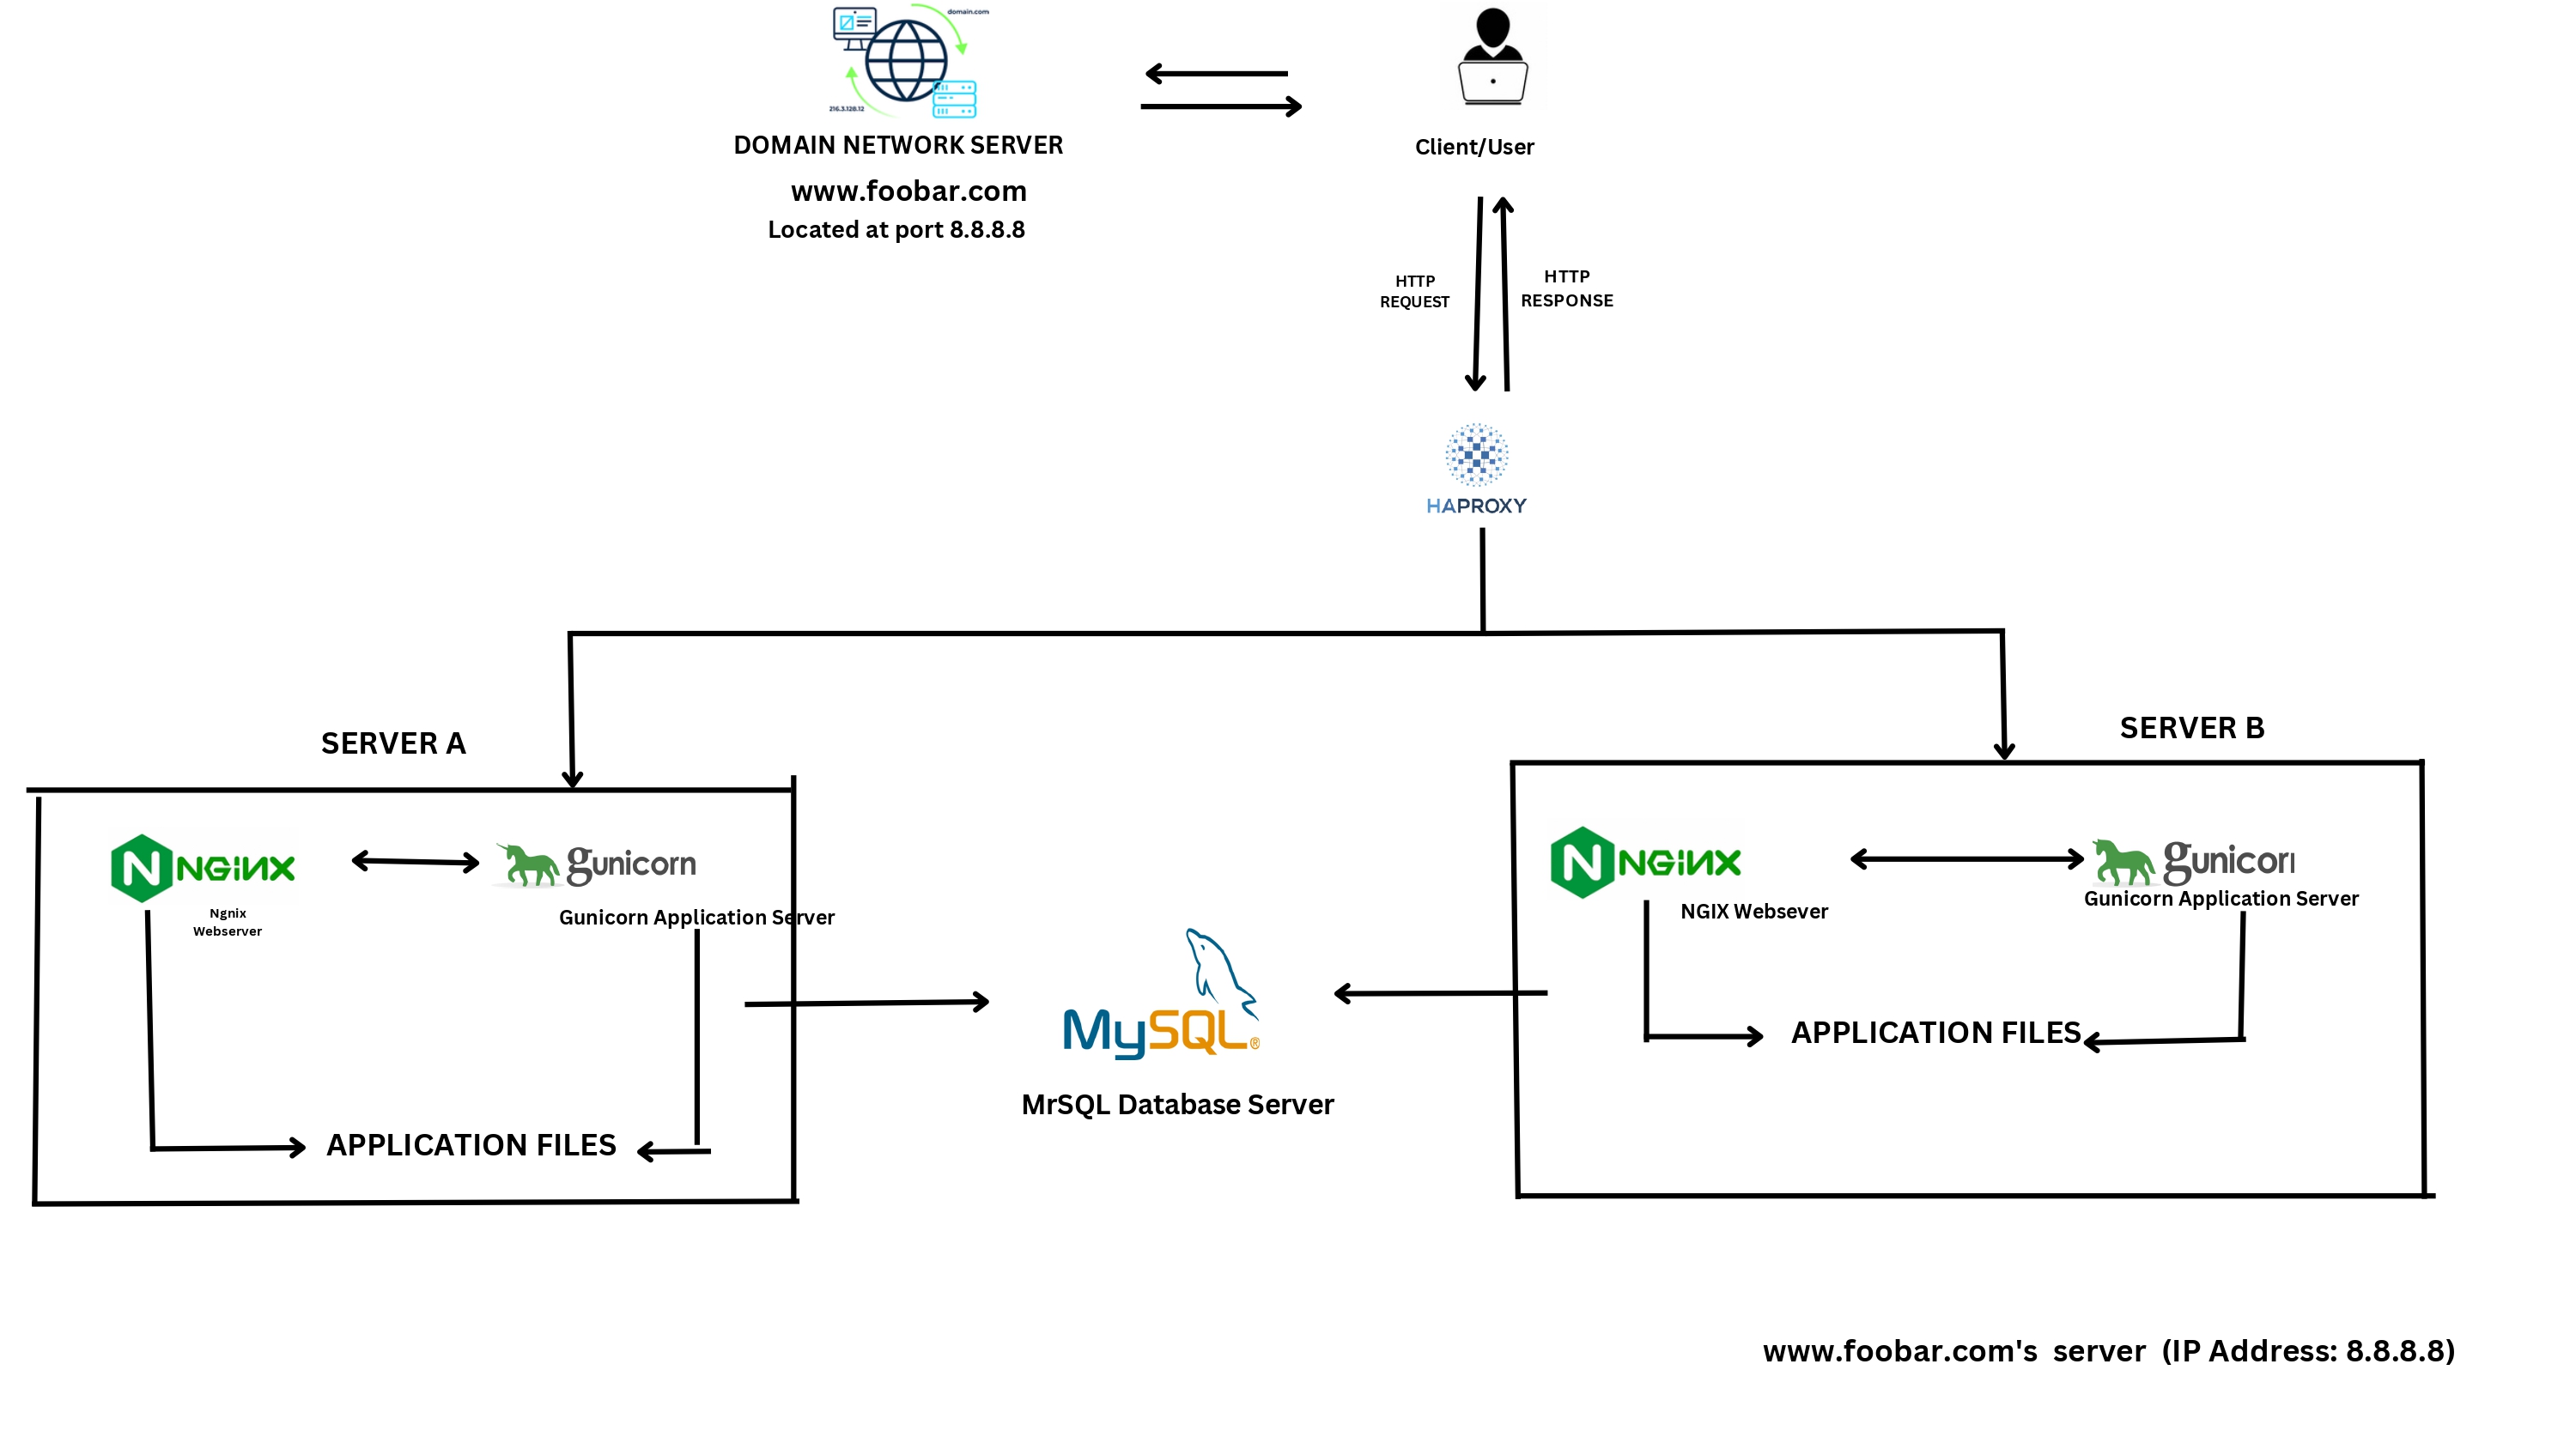 domain.com
216.3.128.12
DOMAIN NETWORK SERVER
www.foobar.com
Located at port 8.8.8.8
Client/User
HTTP
REQUEST
HTTP
RESPONSE
HAPROXY
SERVER A
SERVER B
NGINX
gunicorn
Ngnix
Webserver
Gunicorn Application Server
APPLICATION FILES
MySQL®
MrSQL Database Server
NGINX
gunicorn
NGIX Websever
Gunicorn Application Server
APPLICATION FILES
www.foobar.com's server (IP Address: 8.8.8.8)